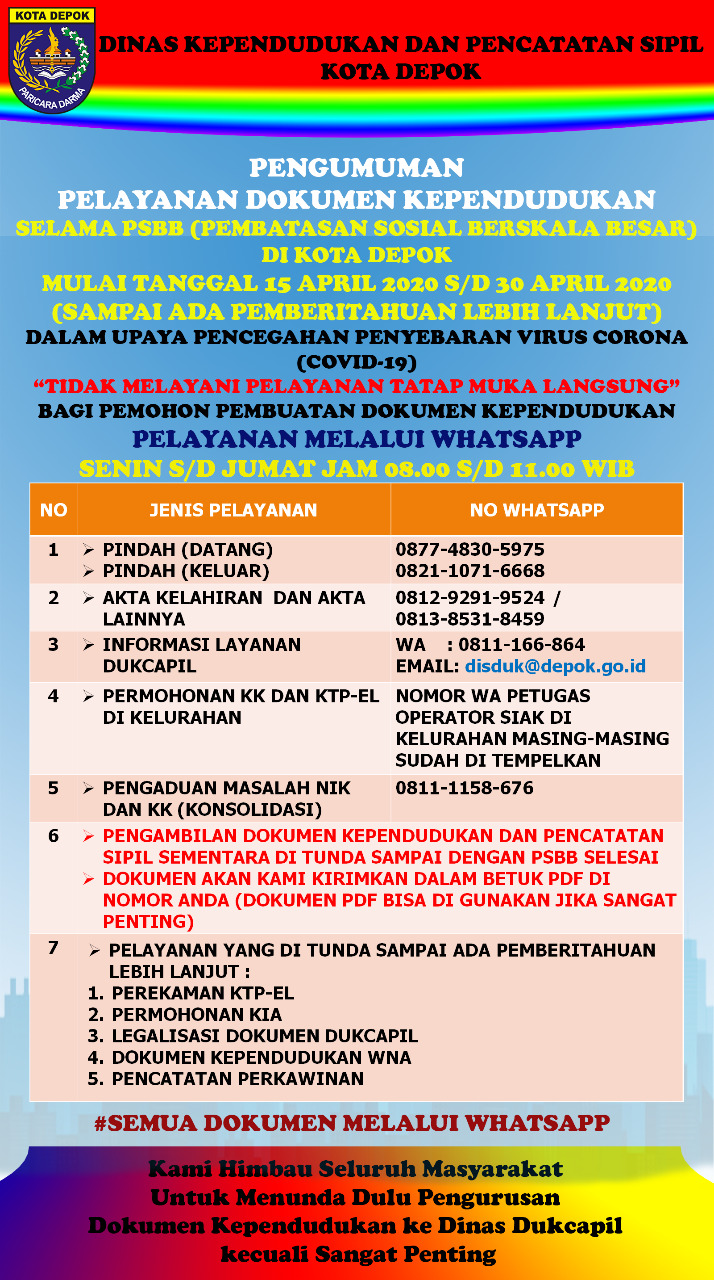 KOTA DEPOK
PARICARA DARMA
DINAS KEPENDUDUKAN DAN PENCATATAN SIPIL
KOTA DEPOK
PENGUMUMAN
PELAYANAN DOKUMEN KEPENDUDUKAN
SELAMA PSBB (PEMBATASAN SOSIAL BERSKALA BESAR)
DI KOTA DEPOK
MULAI TANGGAL 15 APRIL 2020 S/D 30 APRIL 2020
(SAMPAI ADA PEMBERITAHUAN LEBIH LANJUT)
DALAM UPAYA PENCEGAHAN PENYEBARAN VIRUS CORONA
(COVID-19)
“TIDAK MELAYANI PELAYANAN TATAP MUKA LANGSUNG”
BAGI PEMOHON PEMBUATAN DOKUMEN KEPENDUDUKAN
PELAYANAN MELALUI WHATSAPP
SENIN S/D JUMAT JAM 08.00 S/D 11.00 WIB
NO JENIS PELAYANAN NO WHATSAPP
1 ➢ PINDAH (DATANG) 0877-4830-5975
➢ PINDAH (KELUAR) 0821-1071-6668
2 ➢ AKTA KELAHIRAN DAN AKTA 0812-9291-9524 /
LAINNYA 0813-8531-8459
3 ➢ INFORMASI LAYANAN WA : 0811-166-864
DUKCAPIL EMAIL: disduk@depok.go.id
4 ➢ PERMOHONAN KK DAN KTP-EL NOMOR WA PETUGAS
DI KELURAHAN OPERATOR SIAK DI
KELURAHAN MASING-MASING
SUDAH DI TEMPELKAN
5 ➢ PENGADUAN MASALAH NIK 0811-1158-676
DAN KK (KONSOLIDASI)
6 ➢ PENGAMBILAN DOKUMEN KEPENDUDUKAN DAN PENCATATAN
SIPIL SEMENTARA DI TUNDA SAMPAI DENGAN PSBB SELESAI
➢ DOKUMEN AKAN KAMI KIRIMKAN DALAM BETUK PDF DI
NOMOR ANDA (DOKUMEN PDF BISA DI GUNAKAN JIKA SANGAT
PENTING)
7 ➢ PELAYANAN YANG DI TUNDA SAMPAI ADA PEMBERITAHUAN
LEBIH LANJUT :
1. PEREKAMAN KTP-EL
2. PERMOHONAN KIA
3. LEGALISASI DOKUMEN DUKCAPIL
4. DOKUMEN KEPENDUDUKAN WNA
5. PENCATATAN PERKAWINAN
#SEMUA DOKUMEN MELALUI WHATSAPP
Kami Himbau Seluruh Masyarakat
Untuk Menunda Dulu Pengurusan
Dokumen Kependudukan ke Dinas Dukcapil
kecuali Sangat Penting